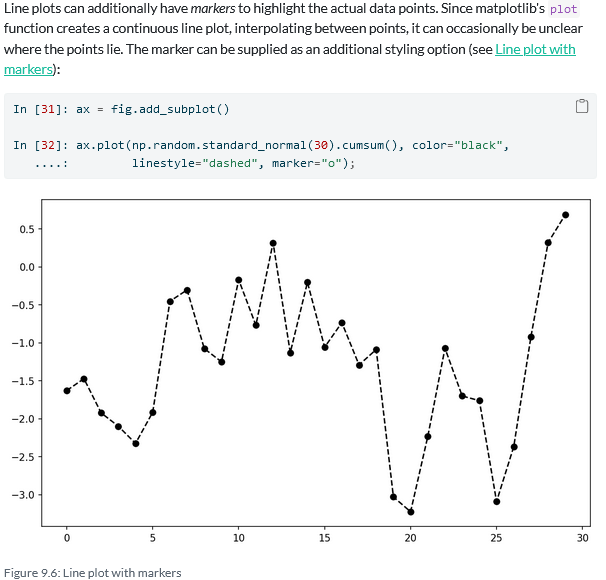 Line plots can additionally have markers to highlight the actual data points. Since matplotlib's plot
function creates a continuous line plot, interpolating between points, it can occasionally be unclear
where the points lie. The marker can be supplied as an additional styling option (see Line plot with
markers):
In [31]: ax = fig.add_subplot()
In [32]: ax.plot(np.random.standard_normal(30).cumsum(), color="black",
   ....:         linestyle="dashed", marker="o");
0.5
0.0
−0.5
−1.0
−1.5
−2.0
−2.5
−3.0
0 5 10 15 20 25 30
Figure 9.6: Line plot with markers